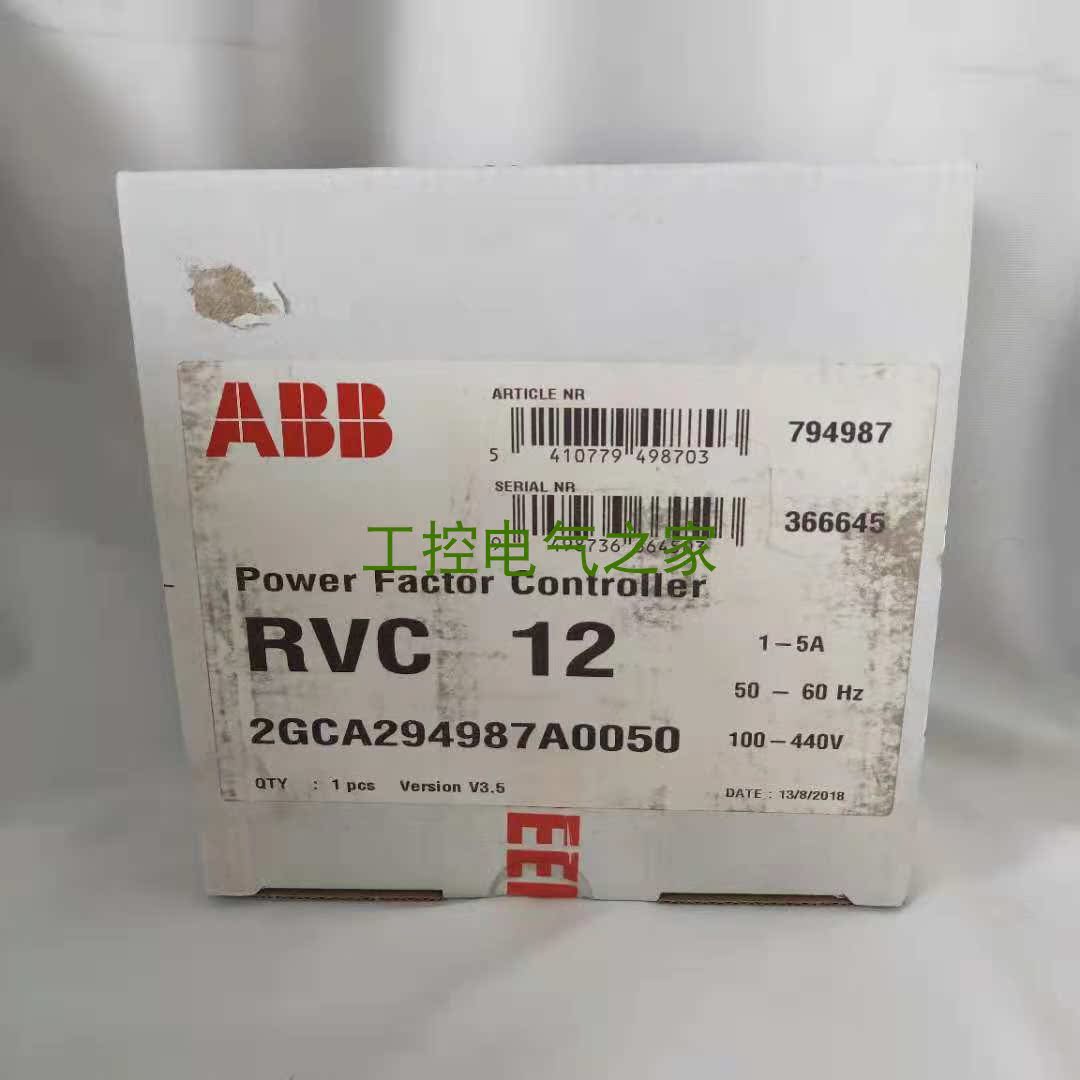 ABB
ARTICLE NR
5 410779 498703
794987
SERIAL NR
366645
工控电气之家
Power Factor Controller
RVC 12
1-5A
50 - 60 Hz
2GCA294987A0050
100-440V
QTY : 1 pcs Version V3.5
DATE : 13/8/2018